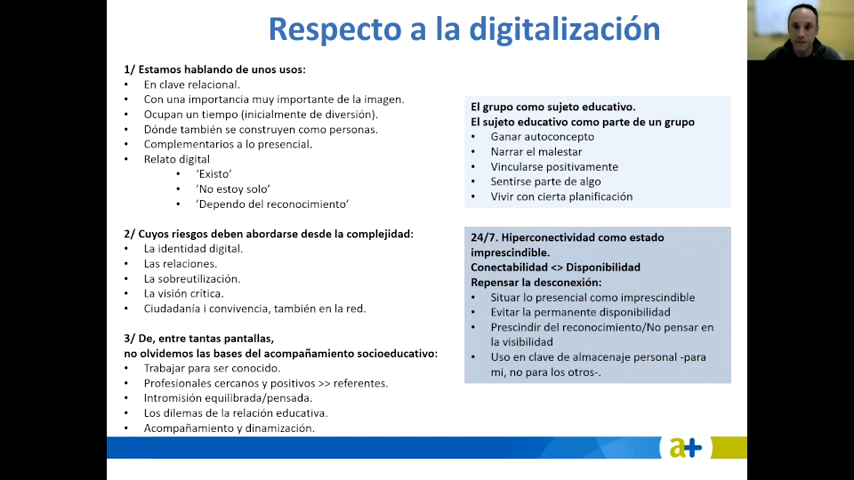 Respecto a la digitalización
1/ Estamos hablando de unos usos:
• En clave relacional.
• Con una importancia muy importante de la imagen.
• Ocupan un tiempo (inicialmente de diversión).
• Dónde también se construyen como personas.
• Complementarios a lo presencial.
• Relato digital
• 'Existo'
• 'No estoy solo'
• 'Dependo del reconocimiento'
2/ Cuyos riesgos deben abordarse desde la complejidad:
• La identidad digital.
• Las relaciones.
• La sobreutilización.
• La visión crítica.
• Ciudadanía i convivencia, también en la red.
3/ De, entre tantas pantallas,
no olvidemos las bases del acompañamiento socioeducativo:
• Trabajar para ser conocido.
• Profesionales cercanos y positivos >> referentes.
• Intromisión equilibrada/pensada.
• Los dilemas de la relación educativa.
• Acompañamiento y dinamización.
El grupo como sujeto educativo.
El sujeto educativo como parte de un grupo
• Ganar autoconcepto
• Narrar el malestar
• Vincularse positivamente
• Sentirse parte de algo
• Vivir con cierta planificación
24/7. Hiperconectividad como estado
imprescindible.
Conectabilidad <> Disponibilidad
Repensar la desconexión:
• Situar lo presencial como imprescindible
• Evitar la permanente disponibilidad
• Prescindir del reconocimiento/No pensar en
la visibilidad
• Uso en clave de almacenaje personal -para
mi, no para los otros-.
a+